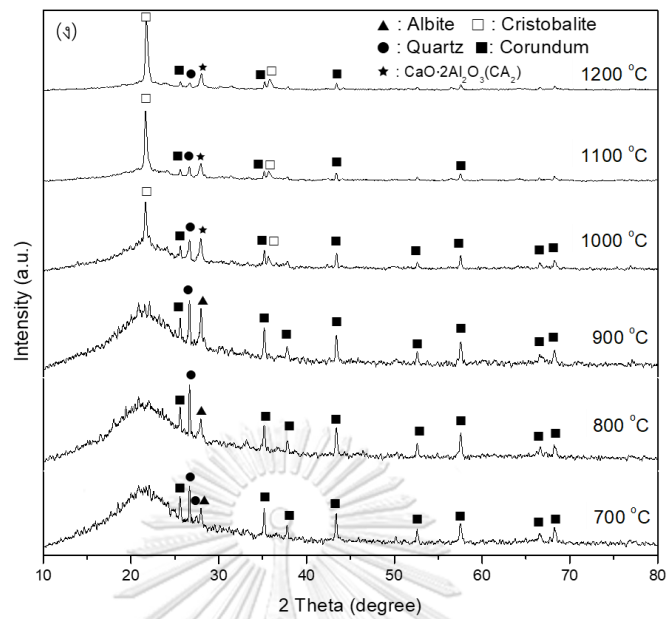 (ง)
▲ : Albite □ : Cristobalite
● : Quartz ■ : Corundum
★ : CaO·2Al₂O₃(CA₂)
1200 °C
1100 °C
1000 °C
900 °C
800 °C
700 °C
Intensity (a.u.)
10 20 30 40 50 60 70 80
2 Theta (degree)